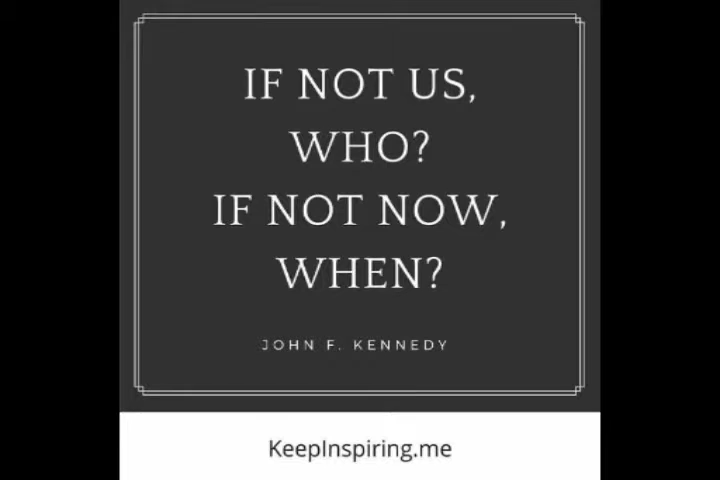 IF NOT US,
WHO?
IF NOT NOW,
WHEN?
JOHN F. KENNEDY
KeepInspiring.me